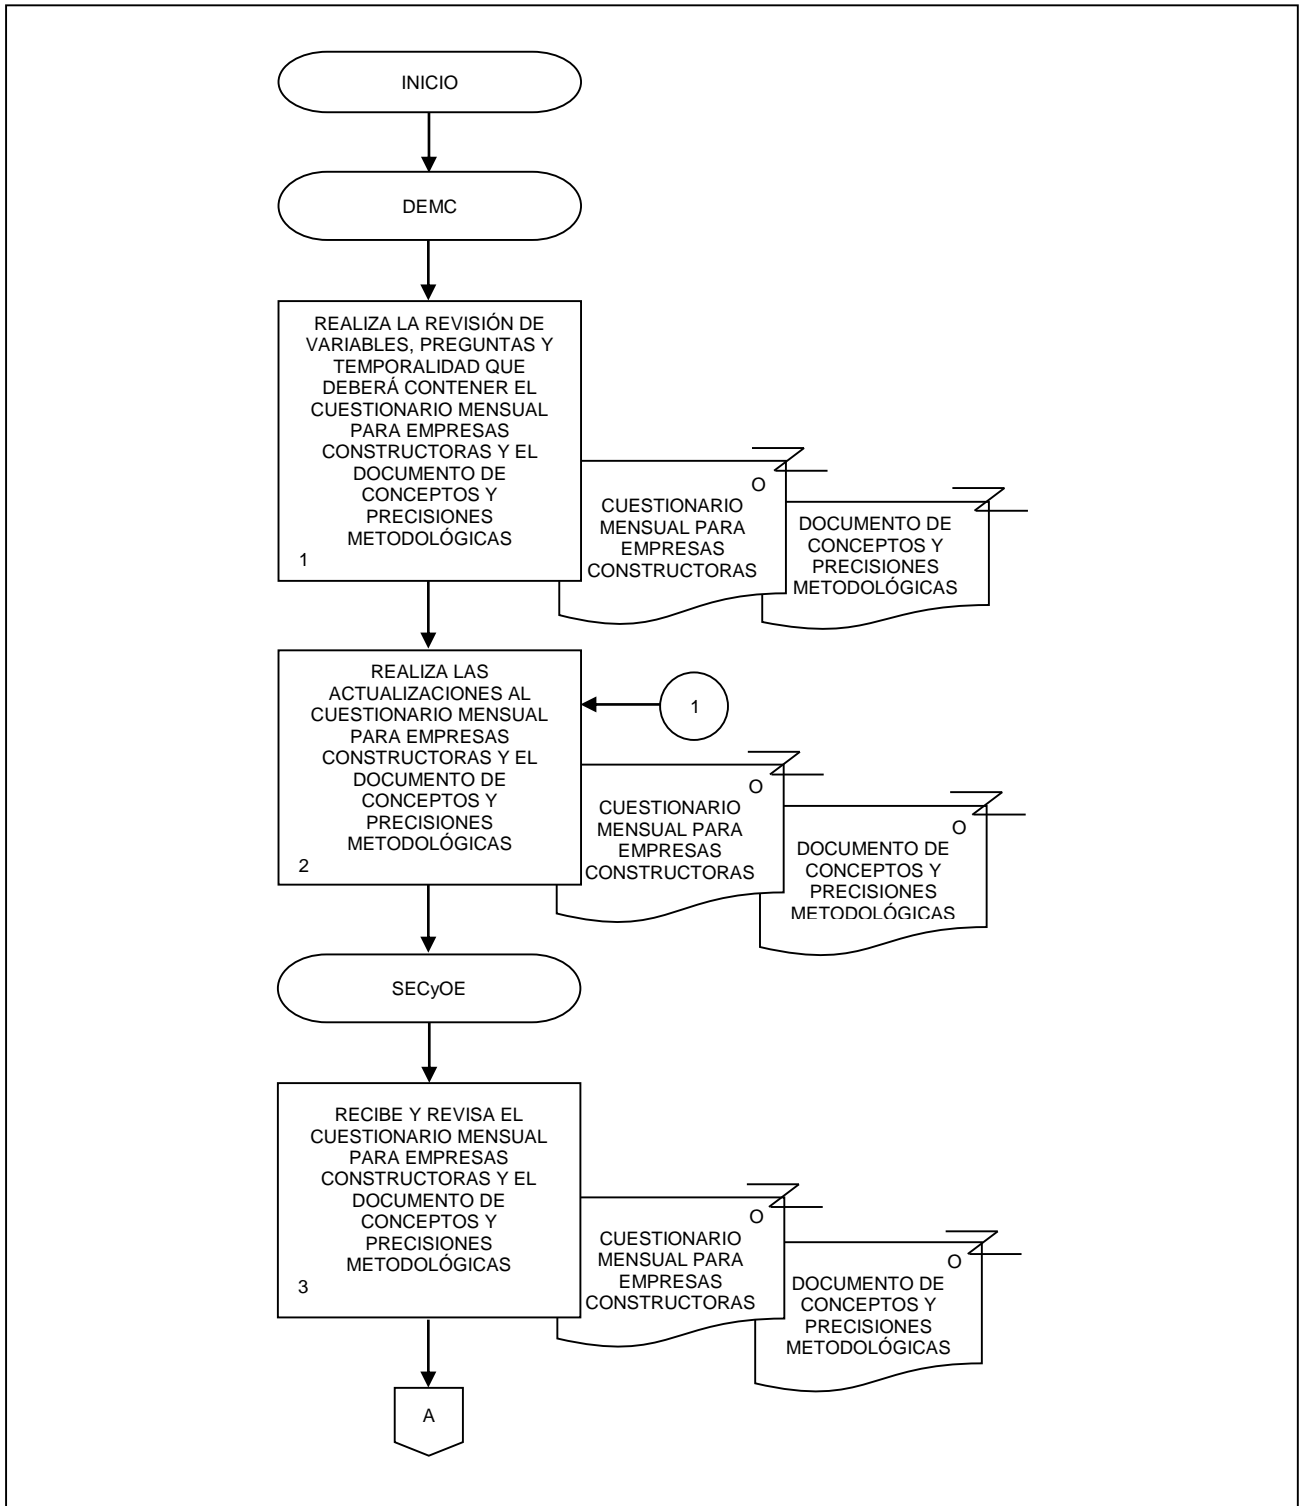 INICIO
DEMC
REALIZA LA REVISIÓN DE
VARIABLES, PREGUNTAS Y
TEMPORALIDAD QUE
DEBERÁ CONTENER EL
CUESTIONARIO MENSUAL
PARA EMPRESAS
CONSTRUCTORAS Y EL
DOCUMENTO DE
CONCEPTOS Y
PRECISIONES
METODOLÓGICAS
1
O
CUESTIONARIO
MENSUAL PARA
EMPRESAS
CONSTRUCTORAS
DOCUMENTO DE
CONCEPTOS Y
PRECISIONES
METODOLÓGICAS
REALIZA LAS
ACTUALIZACIONES AL
CUESTIONARIO MENSUAL
PARA EMPRESAS
CONSTRUCTORAS Y EL
DOCUMENTO DE
CONCEPTOS Y
PRECISIONES
METODOLÓGICAS
2
1
O
CUESTIONARIO
MENSUAL PARA
EMPRESAS
CONSTRUCTORAS
O
DOCUMENTO DE
CONCEPTOS Y
PRECISIONES
METODOLÓGICAS
SECyOE
RECIBE Y REVISA EL
CUESTIONARIO MENSUAL
PARA EMPRESAS
CONSTRUCTORAS Y EL
DOCUMENTO DE
CONCEPTOS Y
PRECISIONES
METODOLÓGICAS
3
O
CUESTIONARIO
MENSUAL PARA
EMPRESAS
CONSTRUCTORAS
O
DOCUMENTO DE
CONCEPTOS Y
PRECISIONES
METODOLÓGICAS
A